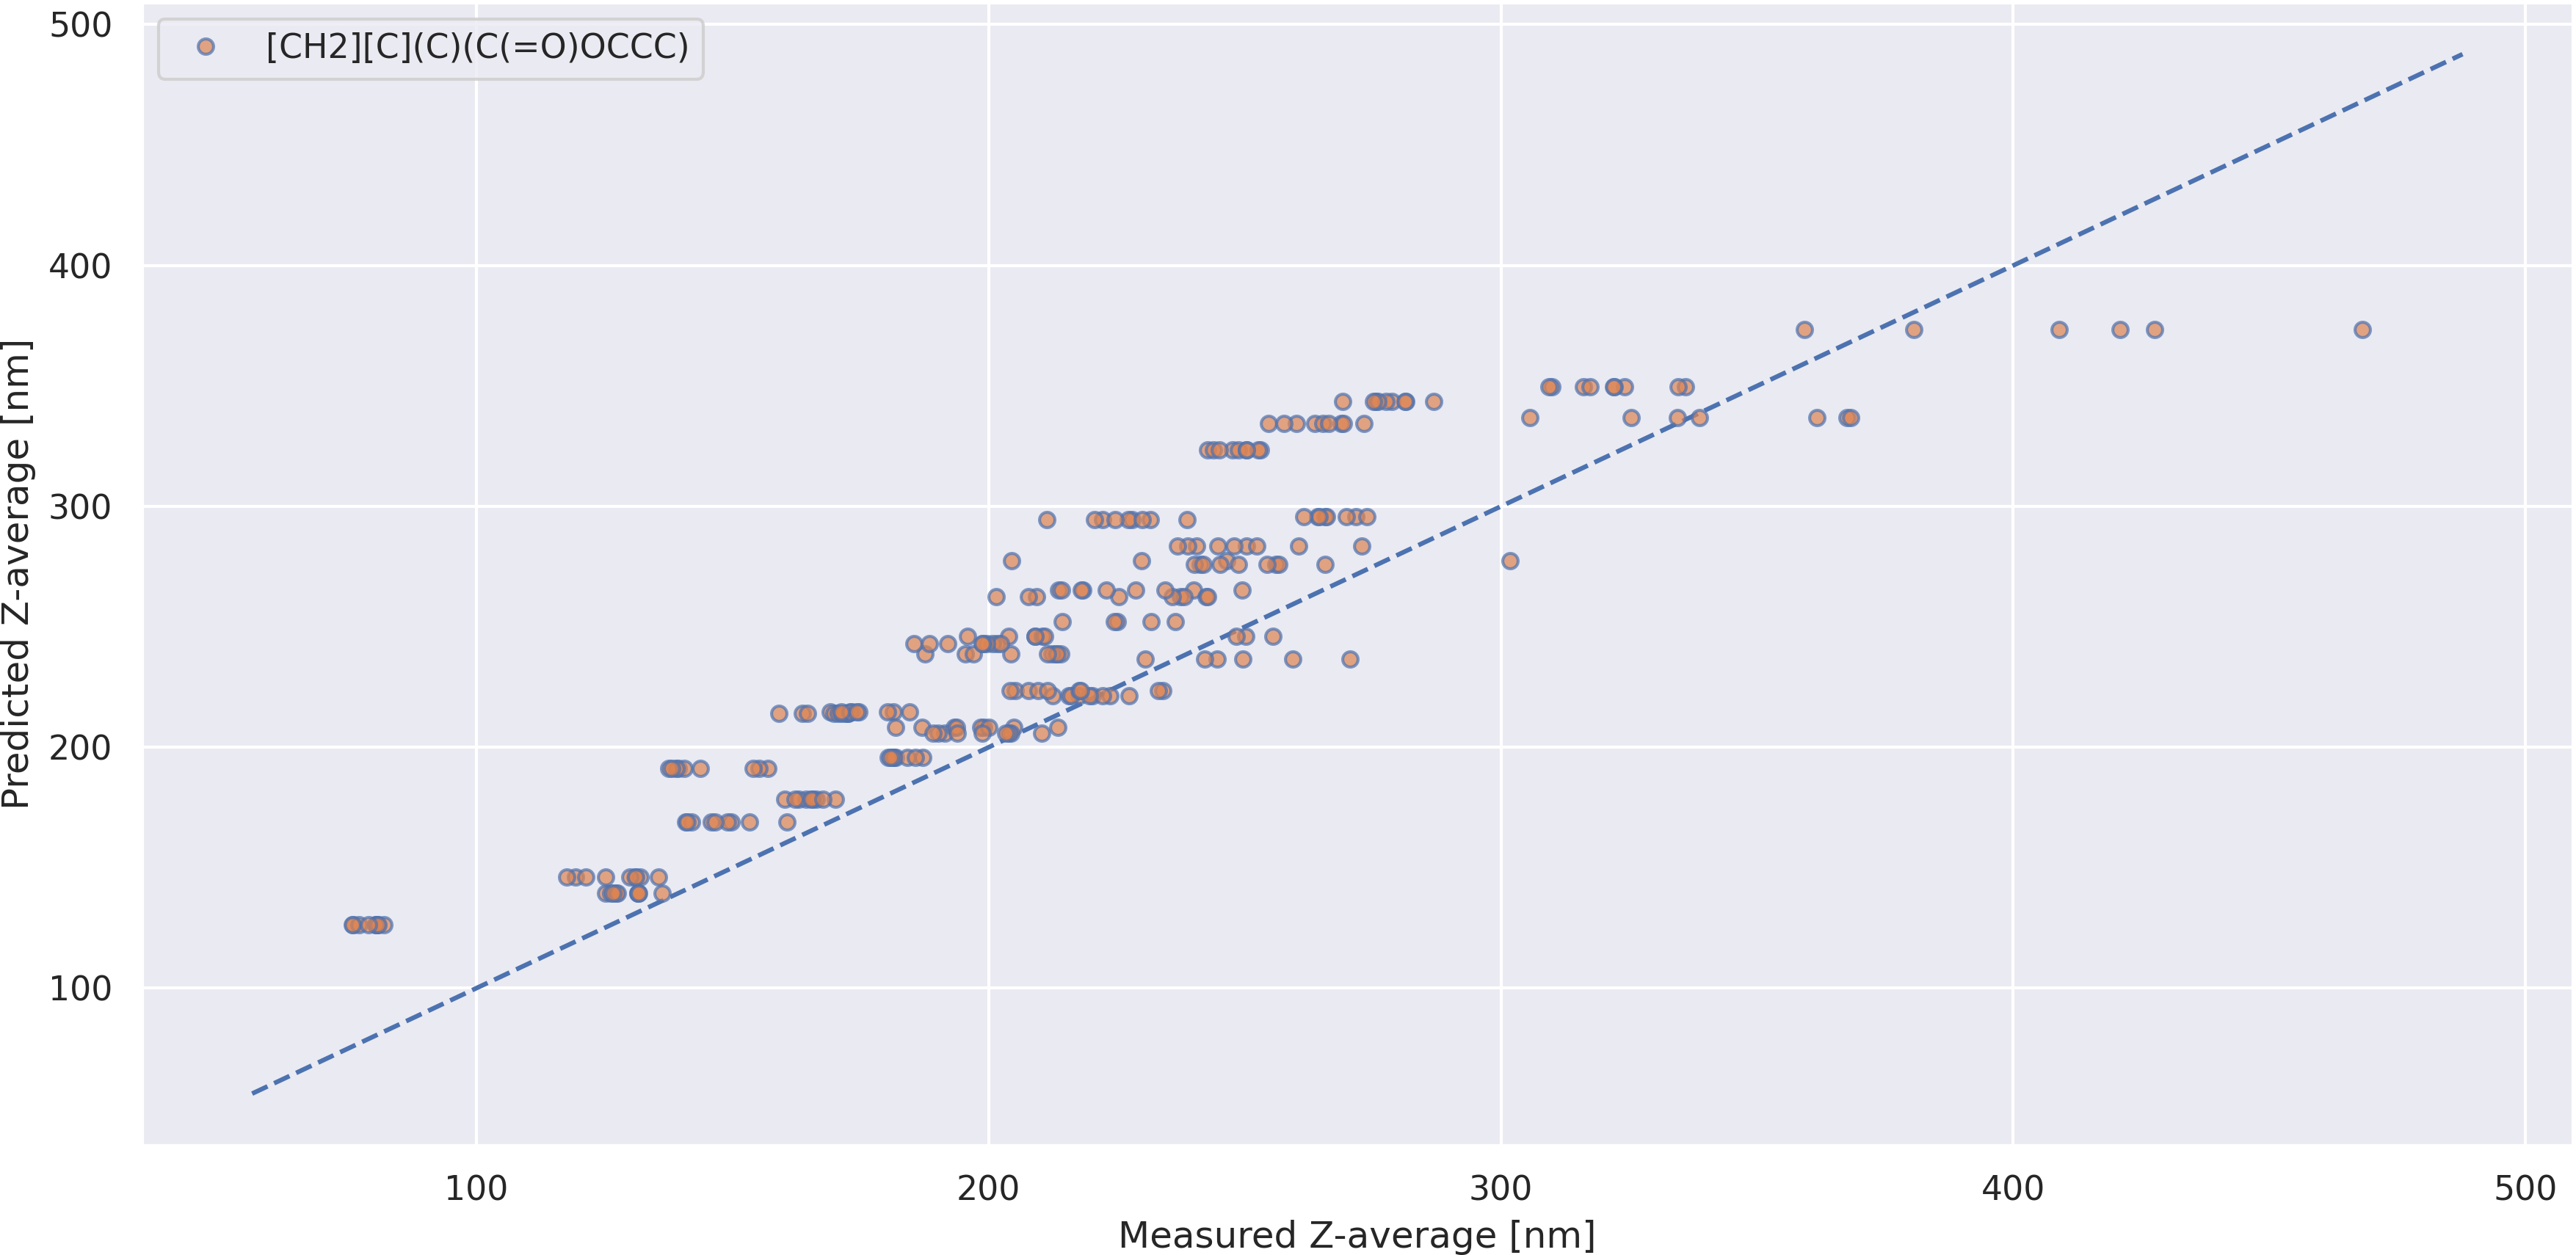 [CH2][C](C)(C(=O)OCCC)
Predicted Z-average [nm]
500
400
300
200
100
100 200 300 400 500
Measured Z-average [nm]